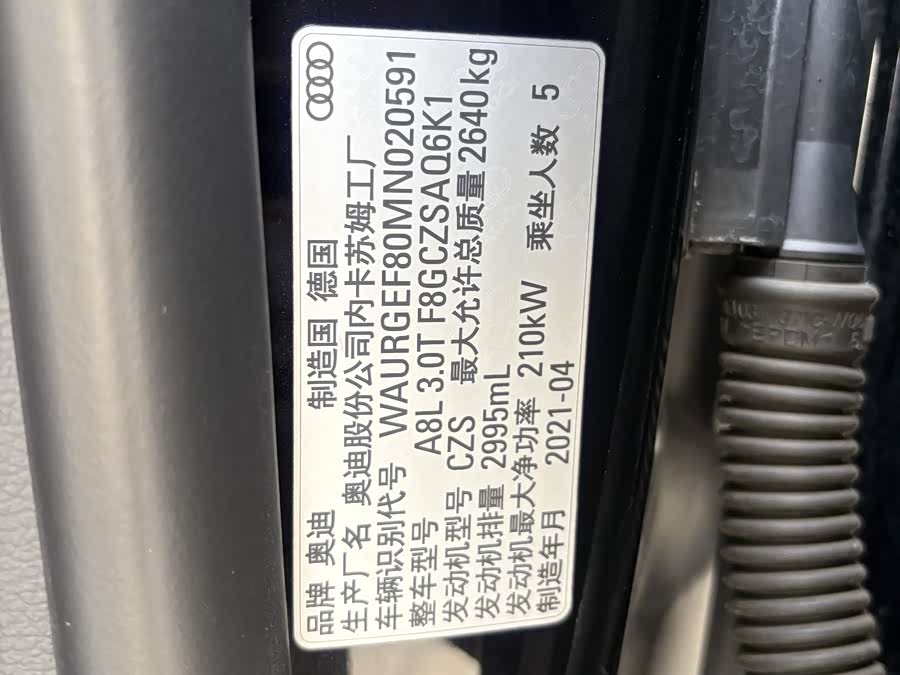 品牌 奥迪 制造国 德国
生产厂名 奥迪股份公司内卡苏姆工厂
车辆识别代号 WAURGEF80MN020591
整车型号 A8L 3.0T F8GCZSAQ6K1
发动机型号 CZS 最大允许总质量 2640kg
发动机排量 2995mL
发动机最大净功率 210kW 乘坐人数 5
制造年月 2021-04